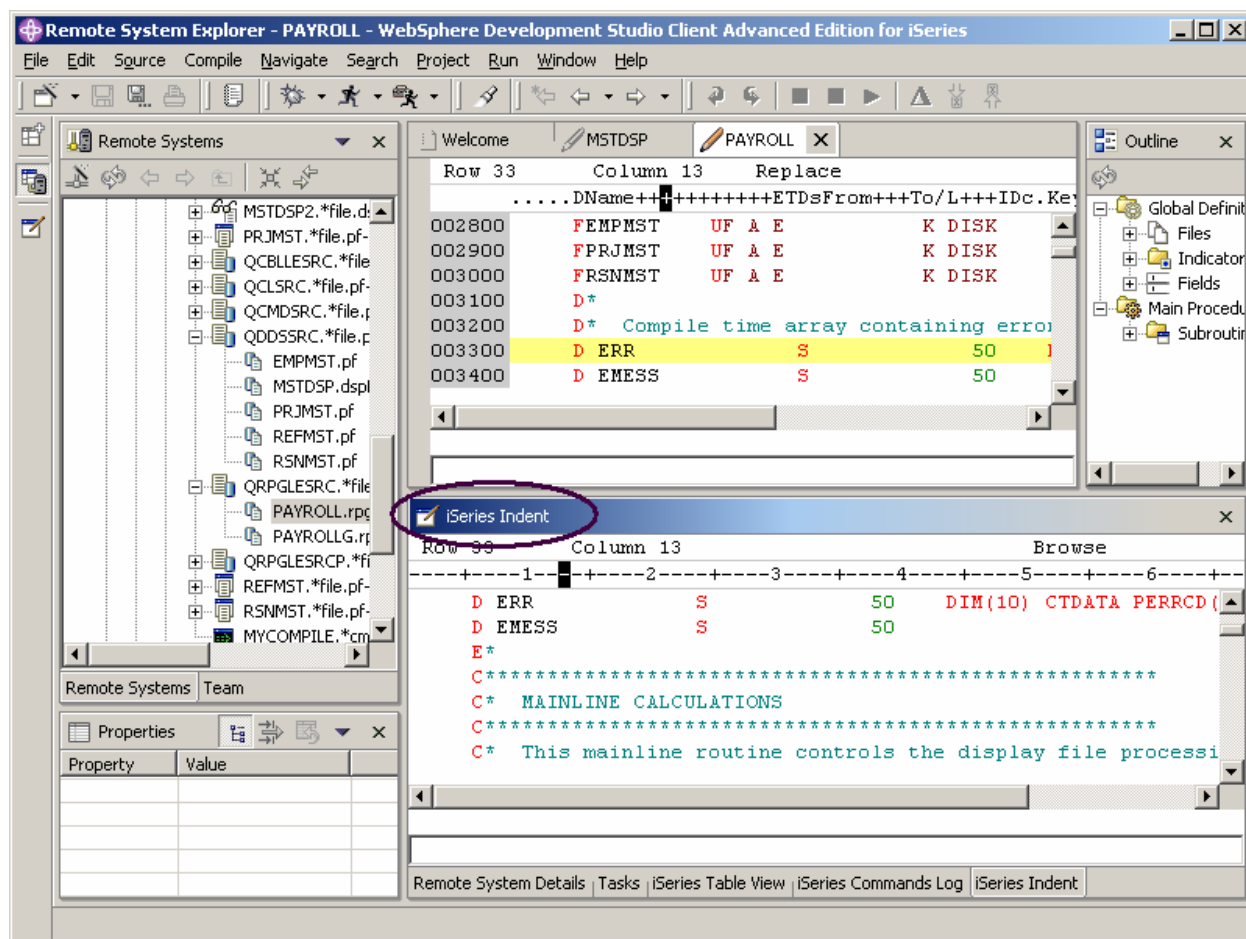 Remote System Explorer - PAYROLL - WebSphere Development Studio Client Advanced Edition for iSeries
File Edit Source Compile Navigate Search Project Run Window Help
Remote Systems
MSTDSP2.*file.d
PRJMST.*file.pf-
QCBLLESRC.*file
QCLSRC.*file.pf-
QCMDSRC.*file.p
QDDSSRC.*file.p
EMPMST.pf
MSTDSP.dspf
PRJMST.pf
REFMST.pf
RSNMST.pf
QRPGLESRC.*file
PAYROLL.rpg
PAYROLLG.rp
QRPGLESRCP.*fi
REFMST.*file.pf-
RSNMST.*file.pf-
MYCOMPILE.*cm
Remote Systems Team
Properties
Property Value
Welcome MSTDSP PAYROLL
Row 33 Column 13 Replace
.....DName+++++++++++ETDsFrom+++To/L+++IDc.Key
002800 FEMPMST UF A E K DISK
002900 FPRJMST UF A E K DISK
003000 FRSNMST UF A E K DISK
003100 D*
003200 D* Compile time array containing error
003300 D ERR S 50
003400 D EMESS S 50
iSeries Indent
Row 33 Column 13 Browse
----+----1----+----2----+----3----+----4----+----5----+----6----+--
D ERR S 50 DIM(10) CTDATA PERRCD(
D EMESS S 50
E*
C********************************************************
C* MAINLINE CALCULATIONS
C********************************************************
C* This mainline routine controls the display file processi
Remote System Details Tasks iSeries Table View iSeries Commands Log iSeries Indent
Outline
Global Definit
Files
Indicator
Fields
Main Procedu
Subroutin